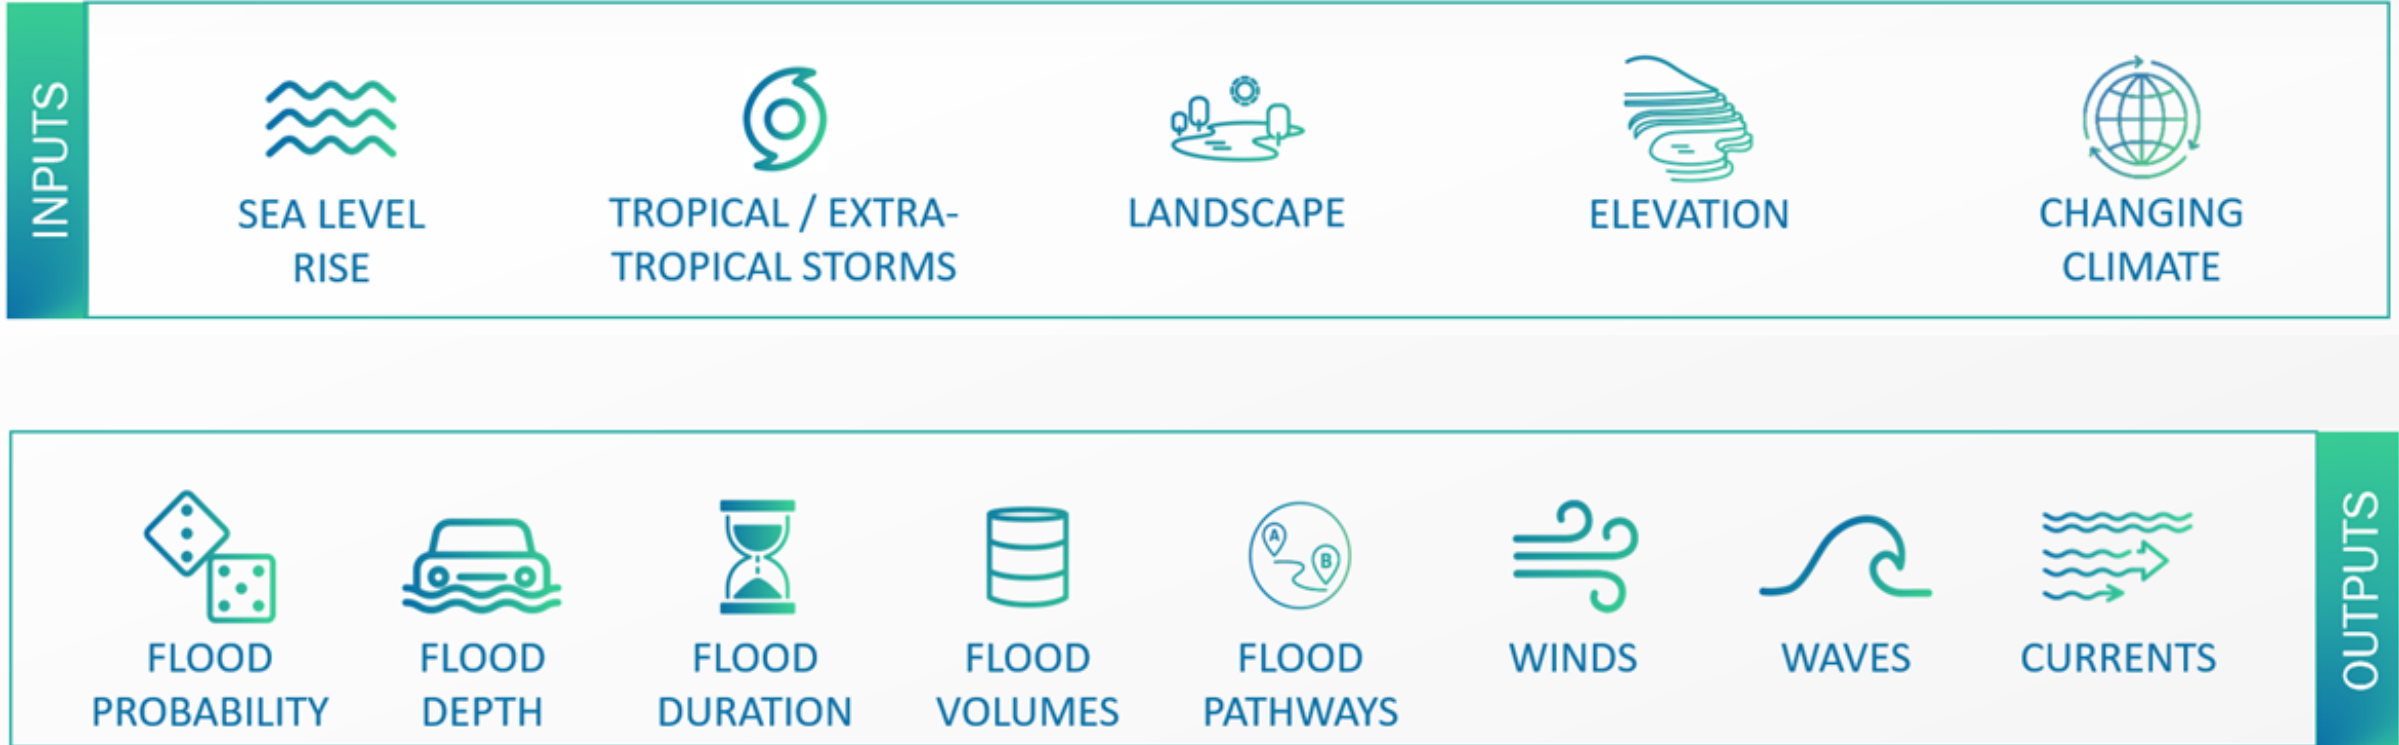 INPUTS
SEA LEVEL
RISE
TROPICAL / EXTRA-
TROPICAL STORMS
LANDSCAPE
ELEVATION
CHANGING
CLIMATE
A
B
FLOOD
PROBABILITY
FLOOD
DEPTH
FLOOD
DURATION
FLOOD
VOLUMES
FLOOD
PATHWAYS
WINDS
WAVES
CURRENTS
OUTPUTS